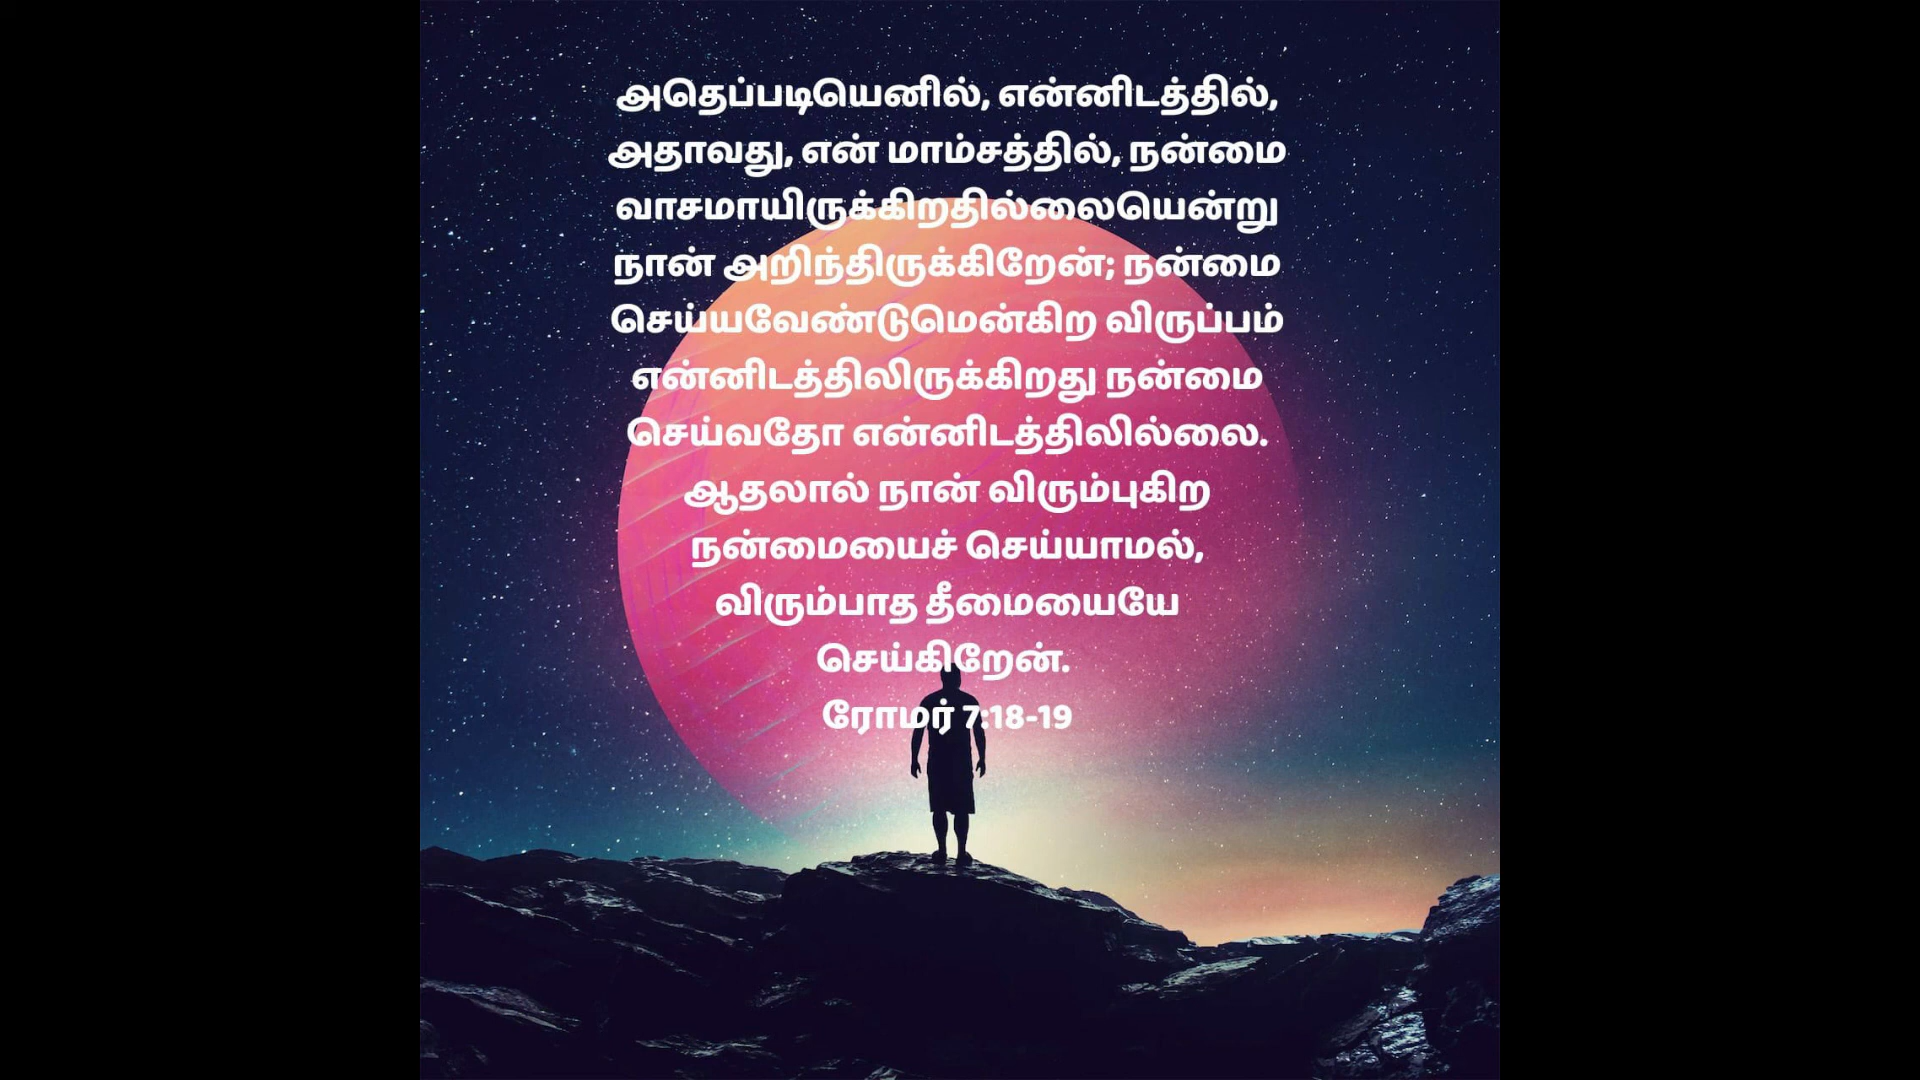 அதெப்படியெனில், என்னிடத்தில்,
அதாவது, என் மாம்சத்தில், நன்மை
வாசமாயிருக்கிறதில்லையென்று
நான் அறிந்திருக்கிறேன்; நன்மை
செய்யவேண்டுமென்கிற விருப்பம்
என்னிடத்திலிருக்கிறது நன்மை
செய்வதோ என்னிடத்திலில்லை.
ஆதலால் நான் விரும்புகிற
நன்மையைச் செய்யாமல்,
விரும்பாத தீமையையே
செய்கிறேன்.
ரோமர் 7:18-19